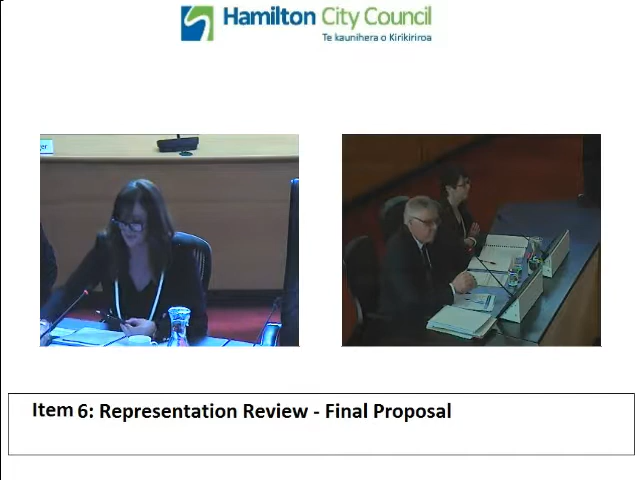 Hamilton City Council
Te kaunihera o Kirikiriroa
Item 6: Representation Review - Final Proposal